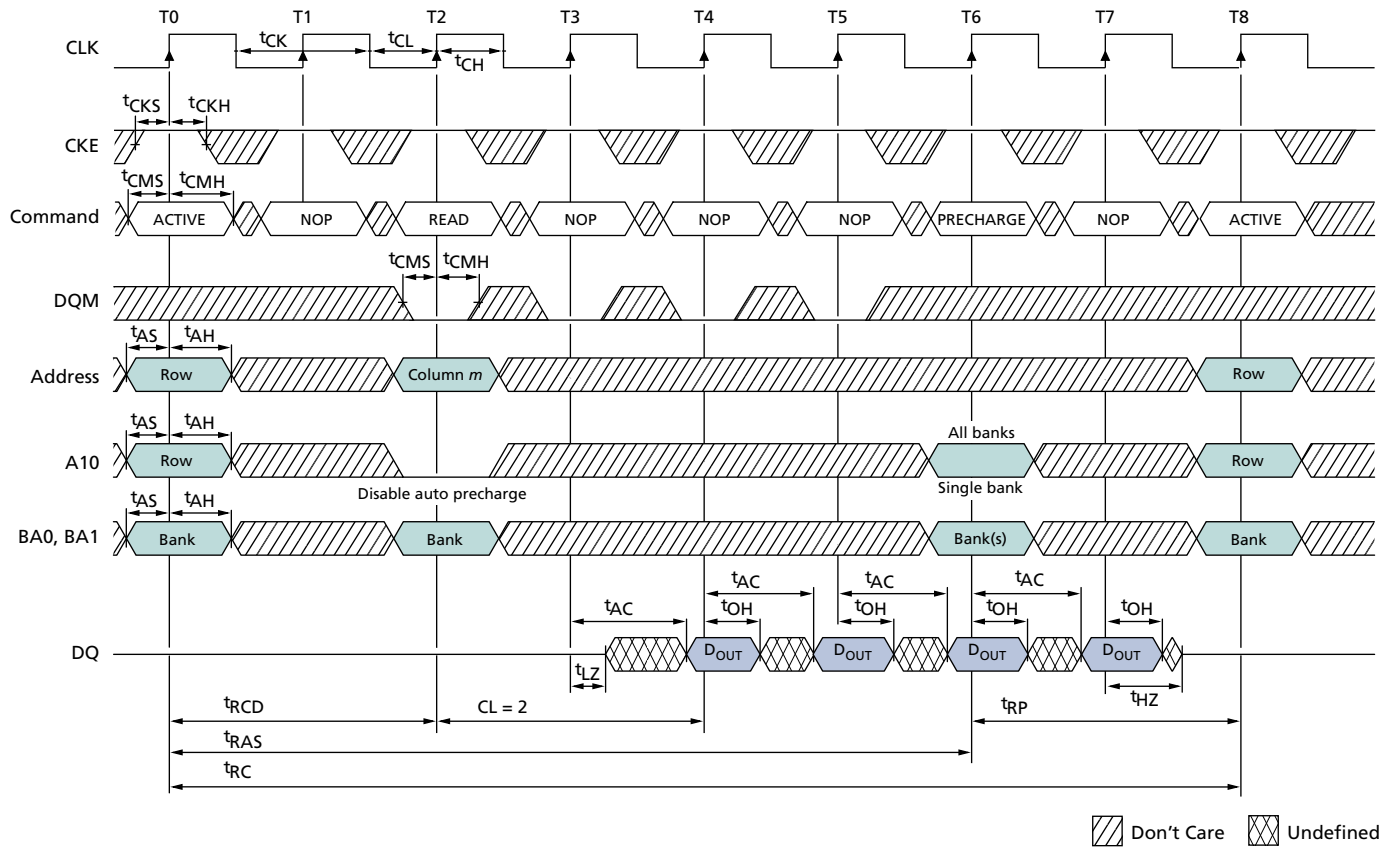 T0 T1 T2 T3 T4 T5 T6 T7 T8
CLK
tCK tCL
tCH
tCKS tCKH
CKE
tCMS tCMH
Command ACTIVE NOP READ NOP NOP NOP PRECHARGE NOP ACTIVE
tCMS tCMH
DQM
tAS tAH
Address Row Column m Row
tAS tAH
All banks
A10 Row Row
Disable auto precharge Single bank
tAS tAH
BA0, BA1 Bank Bank Bank(s) Bank
tAC tAC tAC
tAC tOH tOH tOH tOH
DQ DOUT DOUT DOUT DOUT
tLZ tHZ
tRCD CL = 2 tRP
tRAS
tRC
Don't Care Undefined